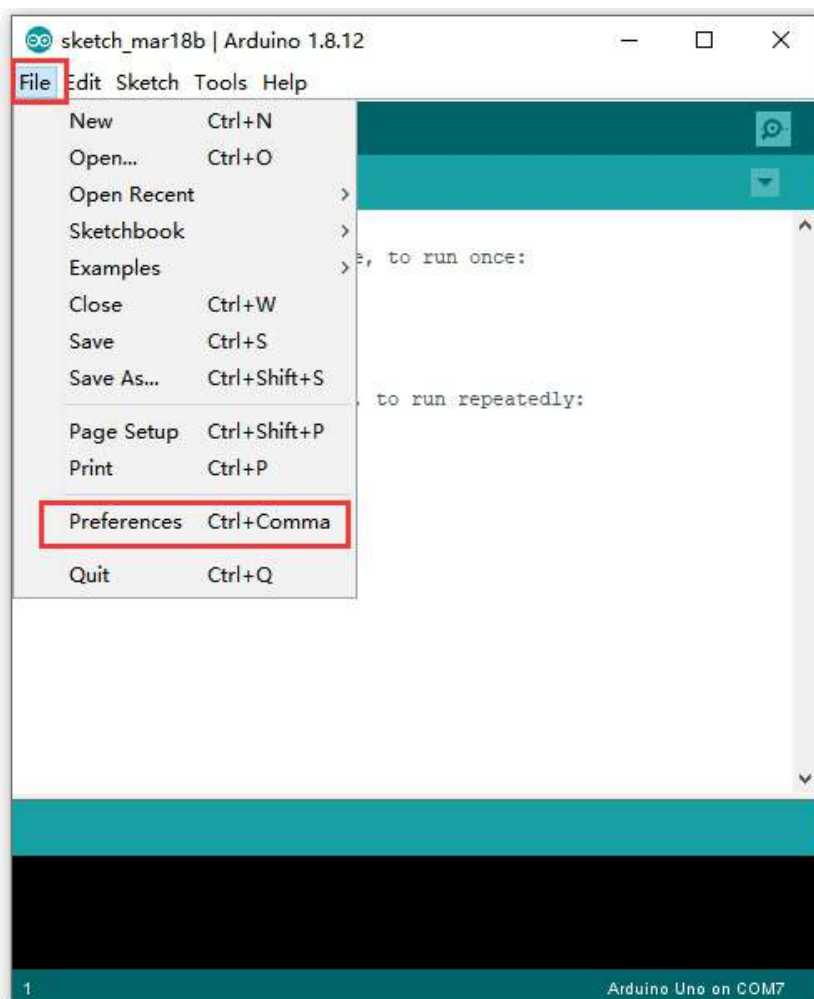 sketch_mar18b | Arduino 1.8.12
File Edit Sketch Tools Help
New Ctrl+N
Open... Ctrl+O
Open Recent
Sketchbook
Examples
, to run once:
Close Ctrl+W
Save Ctrl+S
Save As... Ctrl+Shift+S
, to run repeatedly:
Page Setup Ctrl+Shift+P
Print Ctrl+P
Preferences Ctrl+Comma
Quit Ctrl+Q
1 Arduino Uno on COM7